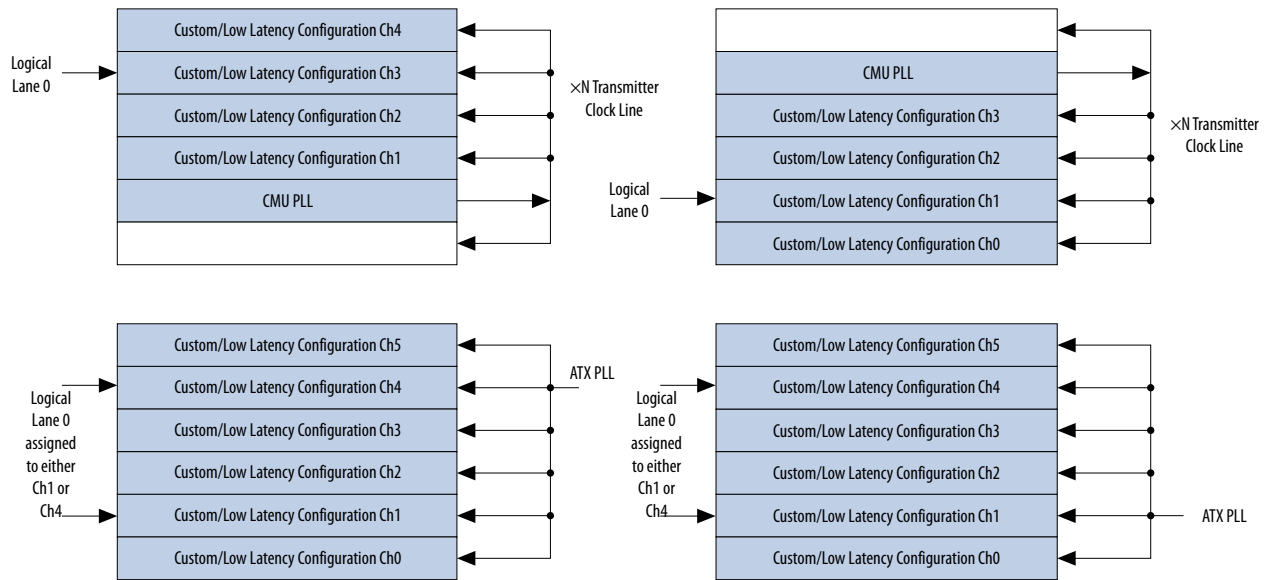 Custom/Low Latency Configuration Ch4
Logical
Lane 0
Custom/Low Latency Configuration Ch3
Custom/Low Latency Configuration Ch2
Custom/Low Latency Configuration Ch1
CMU PLL
×N Transmitter
Clock Line
CMU PLL
Custom/Low Latency Configuration Ch3
Custom/Low Latency Configuration Ch2
Logical
Lane 0
Custom/Low Latency Configuration Ch1
Custom/Low Latency Configuration Ch0
×N Transmitter
Clock Line
Logical
Lane 0
assigned
to either
Ch1 or
Ch4
Custom/Low Latency Configuration Ch5
Custom/Low Latency Configuration Ch4
Custom/Low Latency Configuration Ch3
Custom/Low Latency Configuration Ch2
Custom/Low Latency Configuration Ch1
Custom/Low Latency Configuration Ch0
ATX PLL
Logical
Lane 0
assigned
to either
Ch1 or
Ch4
Custom/Low Latency Configuration Ch5
Custom/Low Latency Configuration Ch4
Custom/Low Latency Configuration Ch3
Custom/Low Latency Configuration Ch2
Custom/Low Latency Configuration Ch1
Custom/Low Latency Configuration Ch0
ATX PLL